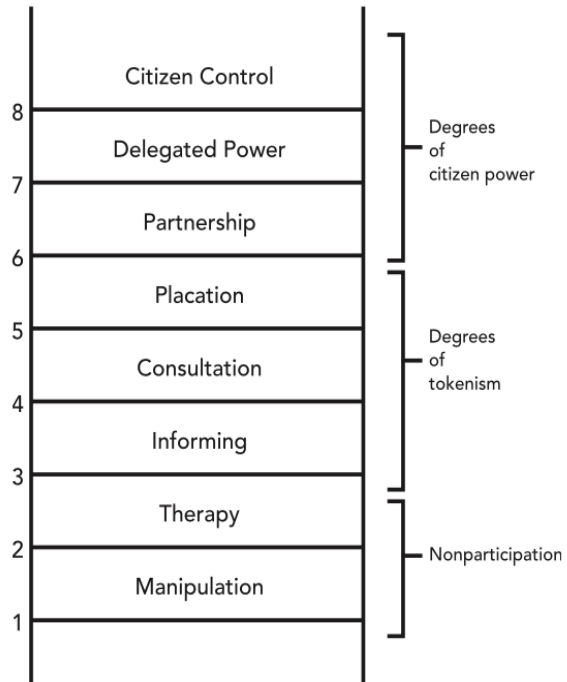 Citizen Control
8
Delegated Power
7
Partnership
6
Placation
5
Consultation
4
Informing
3
Therapy
2
Manipulation
1
Degrees
of
citizen power
Degrees
of
tokenism
Nonparticipation